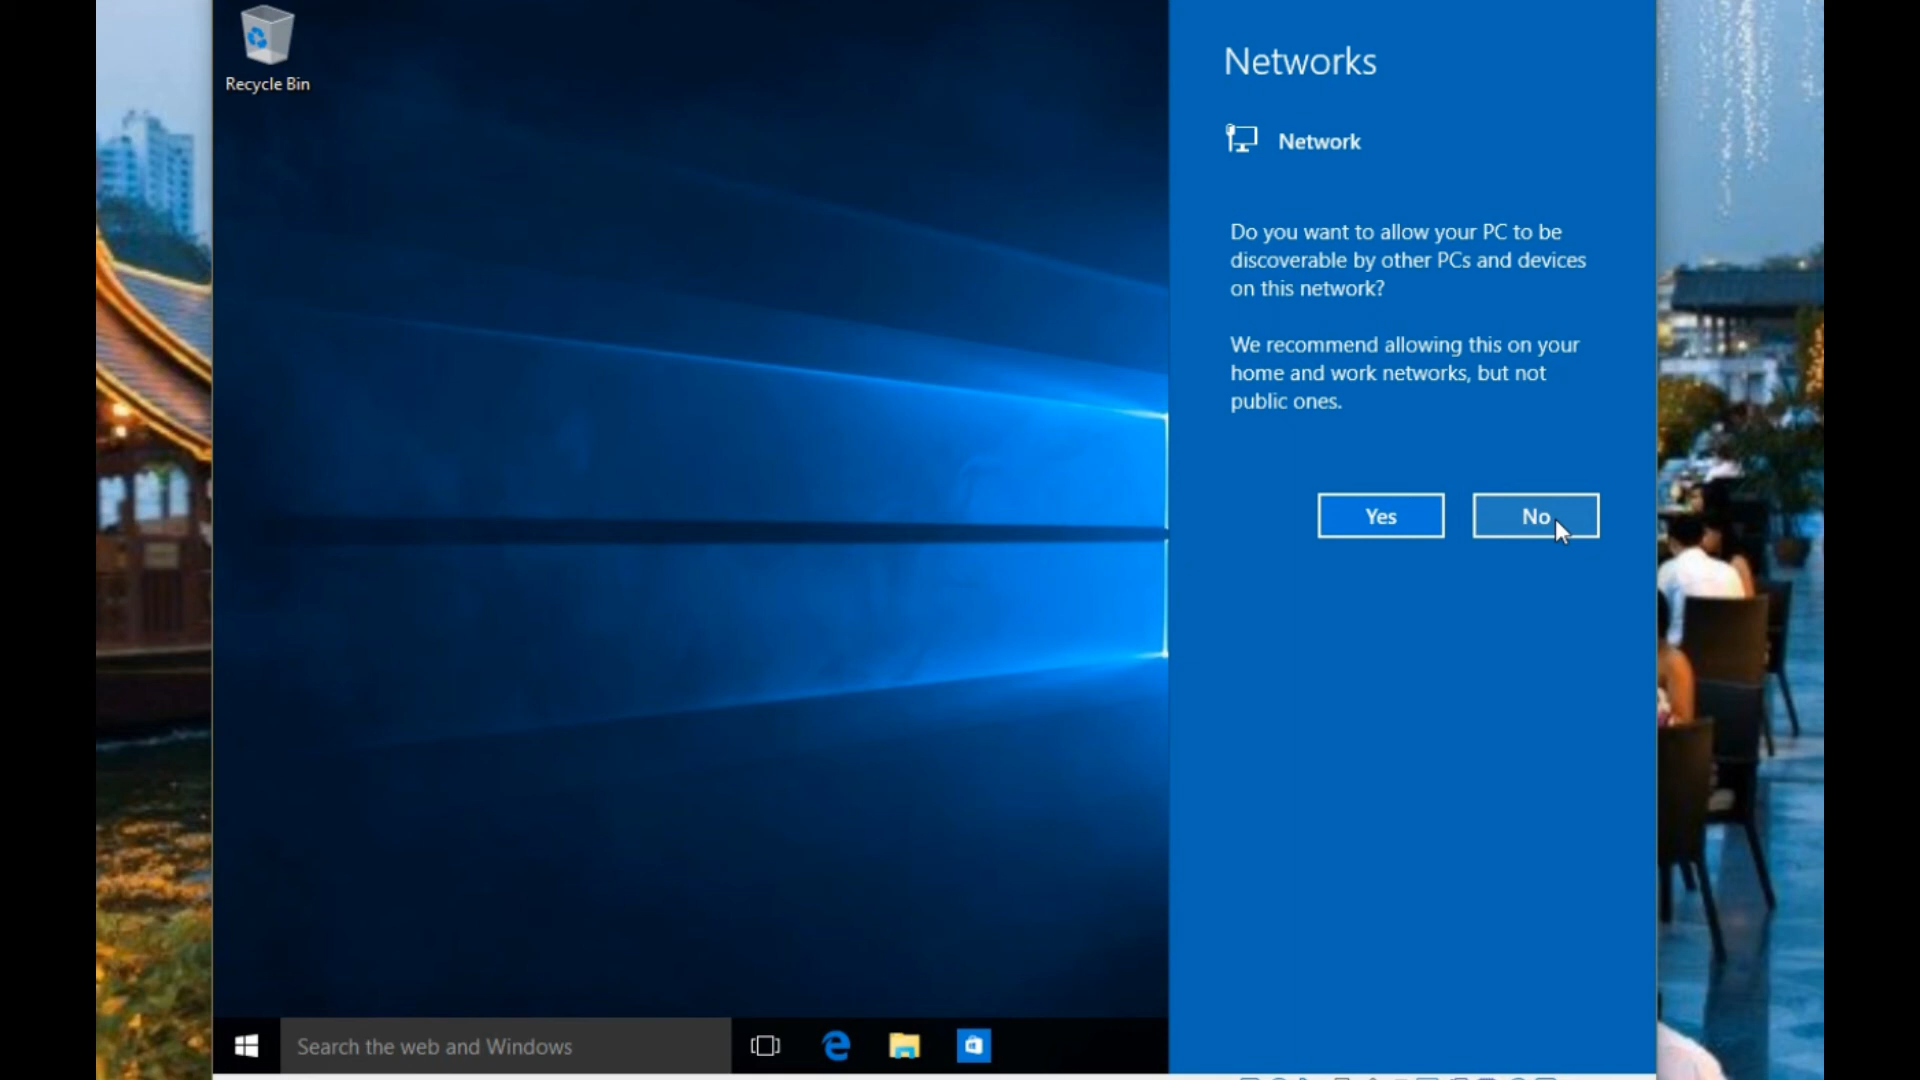 Recycle Bin
Networks
Network
Do you want to allow your PC to be
discoverable by other PCs and devices
on this network?
We recommend allowing this on your
home and work networks, but not
public ones.
Yes
No
Search the web and Windows